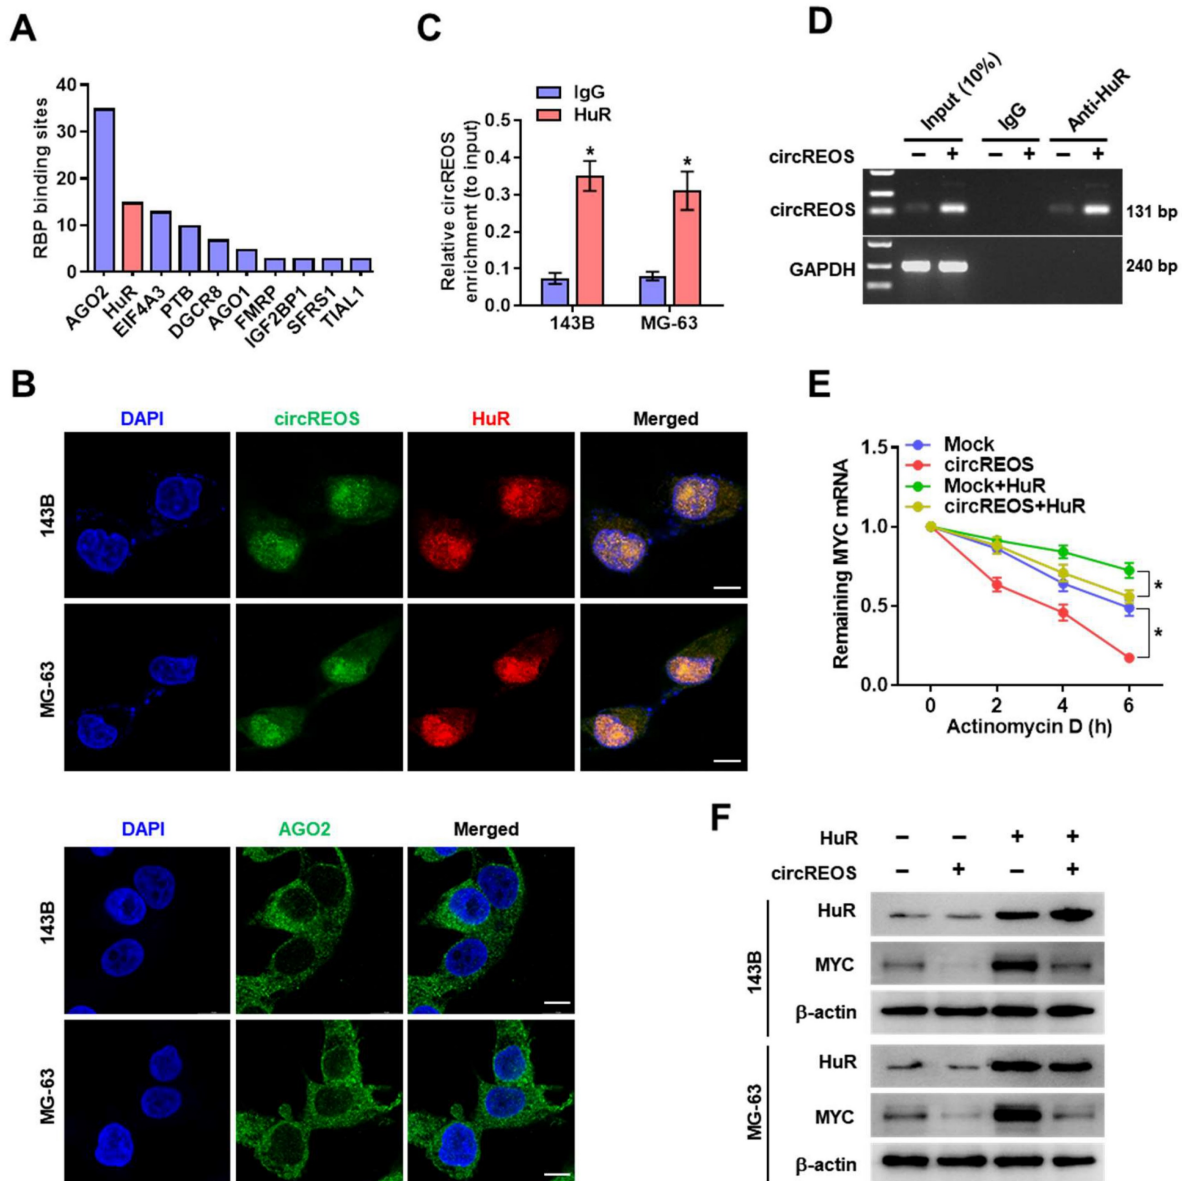 A
RBP binding sites
40
30
20
10
0
AGO2
HuR
EIF4A3
PTB
DGCR8
AGO1
FMRP
IGF2BP1
SFRS1
TIAL1
C
IgG
HuR
Relative circREOS
enrichment (to input)
0.5
0.4
0.3
0.2
0.1
0.0
* *
143B MG-63
D
Input (10%) IgG Anti-HuR
circREOS − + − + − +
circREOS 131 bp
GAPDH 240 bp
B
DAPI circREOS HuR Merged
143B
MG-63
DAPI AGO2 Merged
143B
MG-63
E
Remaining MYC mRNA
1.5
1.0
0.5
0.0
Mock
circREOS
Mock+HuR
circREOS+HuR
*
*
0 2 4 6
Actinomycin D (h)
F
HuR − − + +
circREOS − + − +
143B
HuR
MYC
β-actin
MG-63
HuR
MYC
β-actin